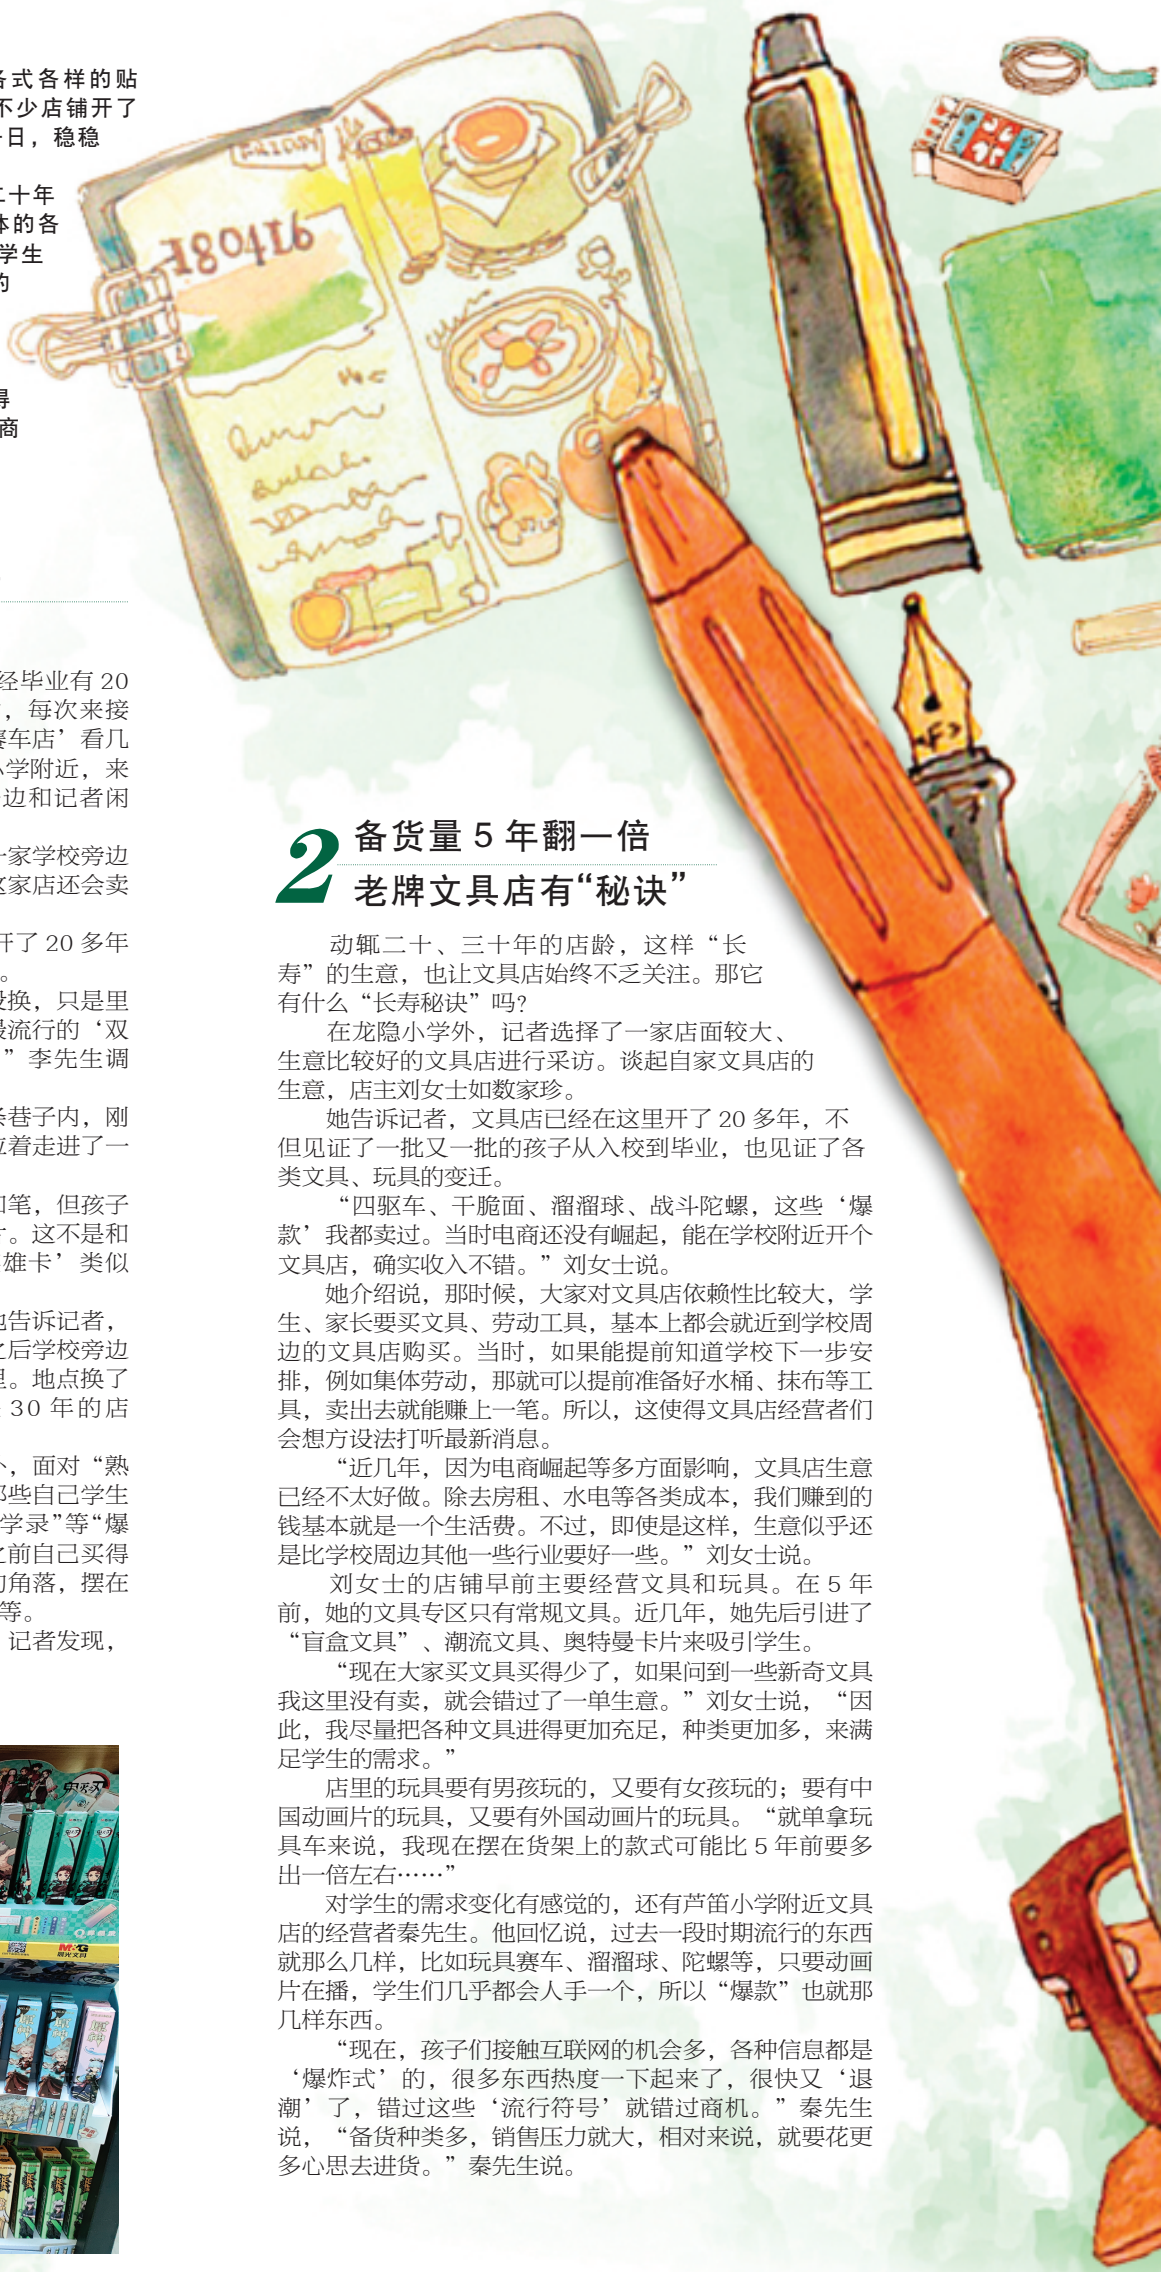 各式各样的贴
不少店铺开了
日，稳稳
二十年
体的各
学生
的
得
商
经毕业有 20
，每次来接
赛车店’看几
小学附近，来
边和记者闲
一家学校旁边
这家店还会卖
开了 20 多年
。
没换，只是里
最流行的‘双
”李先生调
条巷子内，刚
拉着走进了一
和笔，但孩子
。这不是和
雄卡’类似
他告诉记者，
之后学校旁边
里。地点换了
30 年的店
，面对“熟
那些自己学生
学录”等“爆
之前自己买得
的角落，摆在
等。
记者发现，
180416
F
2
备货量 5 年翻一倍
老牌文具店有“秘诀”
动辄二十、三十年的店龄，这样“长
寿”的生意，也让文具店始终不乏关注。那它
有什么“长寿秘诀”吗？
在龙隐小学外，记者选择了一家店面较大、
生意比较好的文具店进行采访。谈起自家文具店的
生意，店主刘女士如数家珍。
她告诉记者，文具店已经在这里开了 20 多年，不
但见证了一批又一批的孩子从入校到毕业，也见证了各
类文具、玩具的变迁。
“四驱车、干脆面、溜溜球、战斗陀螺，这些‘爆
款’我都卖过。当时电商还没有崛起，能在学校附近开个
文具店，确实收入不错。”刘女士说。
她介绍说，那时候，大家对文具店依赖性比较大，学
生、家长要买文具、劳动工具，基本上都会就近到学校周
边的文具店购买。当时，如果能提前知道学校下一步安
排，例如集体劳动，那就可以提前准备好水桶、抹布等工
具，卖出去就能赚上一笔。所以，这使得文具店经营者们
会想方设法打听最新消息。
“近几年，因为电商崛起等多方面影响，文具店生意
已经不太好做。除去房租、水电等各类成本，我们赚到的
钱基本就是一个生活费。不过，即使是这样，生意似乎还
是比学校周边其他一些行业要好一些。”刘女士说。
刘女士的店铺早前主要经营文具和玩具。在 5 年
前，她的文具专区只有常规文具。近几年，她先后引进了
“盲盒文具”、潮流文具、奥特曼卡片来吸引学生。
“现在大家买文具买得少了，如果问到一些新奇文具
我这里没有卖，就会错过了一单生意。”刘女士说，“因
此，我尽量把各种文具进得更加充足，种类更加多，来满
足学生的需求。”
店里的玩具要有男孩玩的，又要有女孩玩的；要有中
国动画片的玩具，又要有外国动画片的玩具。“就单拿玩
具车来说，我现在摆在货架上的款式可能比 5 年前要多
出一倍左右……”
对学生的需求变化有感觉的，还有芦笛小学附近文具
店的经营者秦先生。他回忆说，过去一段时期流行的东西
就那么几样，比如玩具赛车、溜溜球、陀螺等，只要动画
片在播，学生们几乎都会人手一个，所以“爆款”也就那
几样东西。
“现在，孩子们接触互联网的机会多，各种信息都是
‘爆炸式’的，很多东西热度一下起来了，很快又‘退
潮’了，错过这些‘流行符号’就错过商机。”秦先生
说，“备货种类多，销售压力就大，相对来说，就要花更
多心思去进货。”秦先生说。
M&G
晨光文具